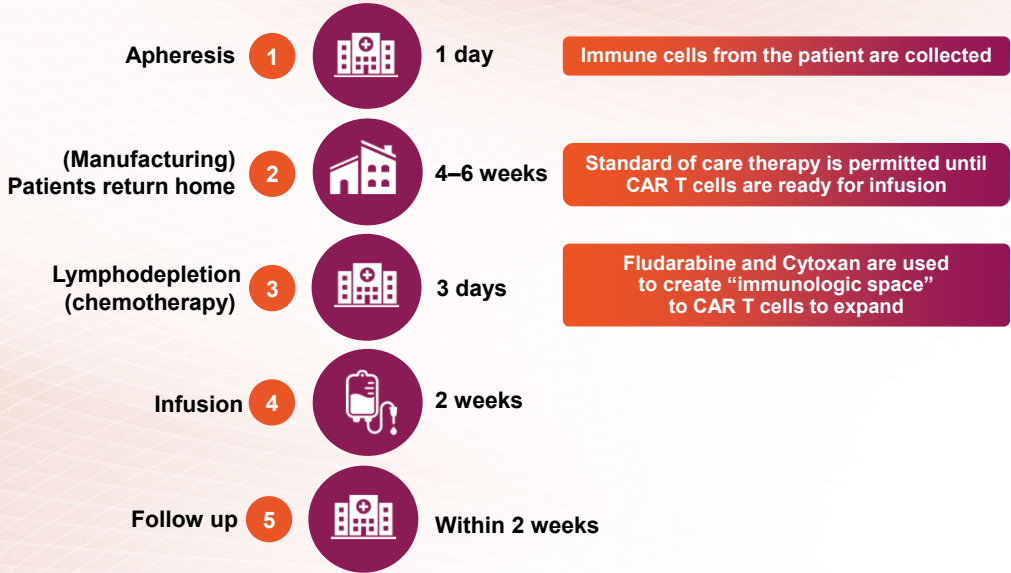 Apheresis
1
1 day
Immune cells from the patient are collected
(Manufacturing)
Patients return home
2
4–6 weeks
Standard of care therapy is permitted until
CAR T cells are ready for infusion
Lymphodepletion
(chemotherapy)
3
3 days
Fludarabine and Cytoxan are used
to create “immunologic space”
to CAR T cells to expand
Infusion
4
2 weeks
Follow up
5
Within 2 weeks